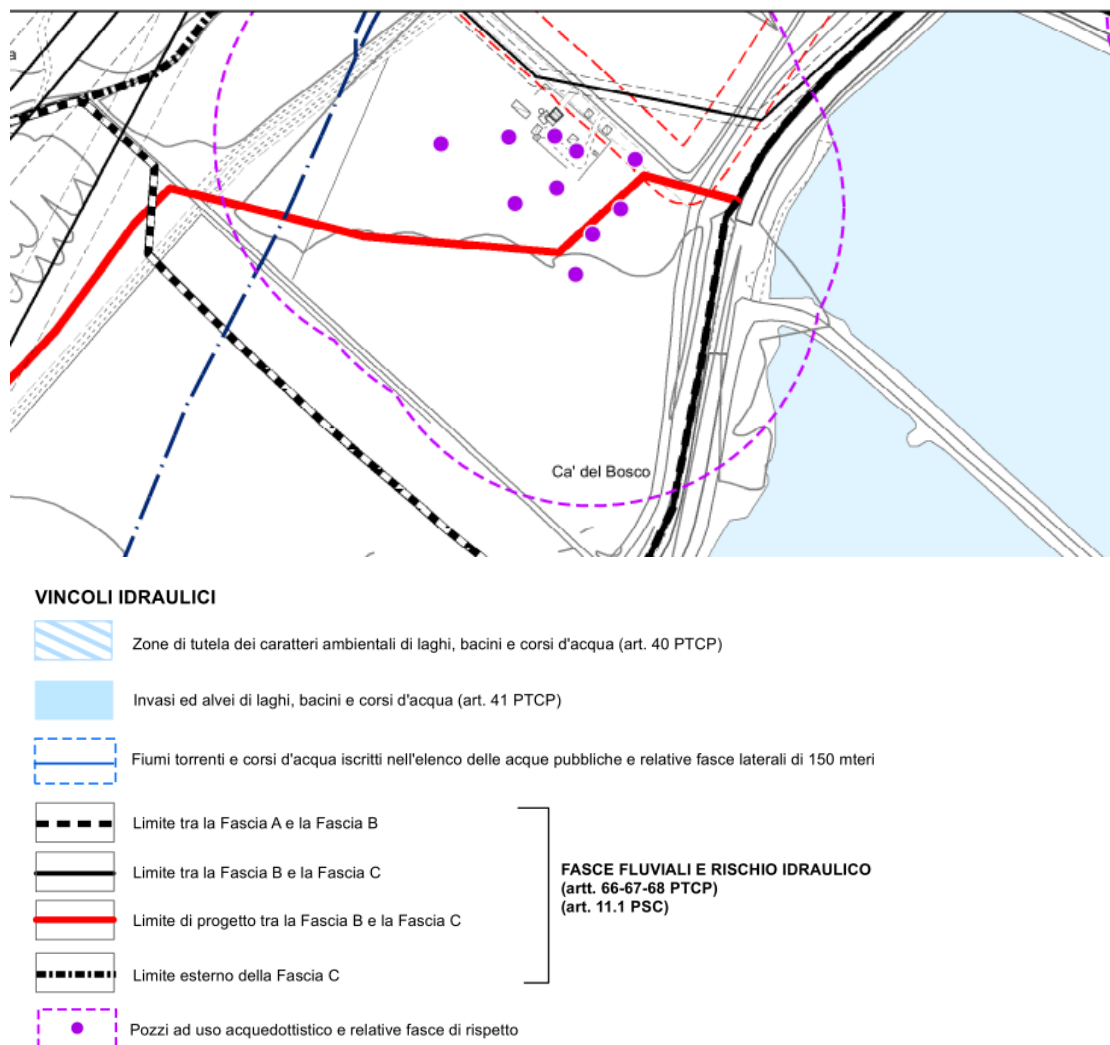 a
Ca' del Bosco
VINCOLI IDRAULICI
Zone di tutela dei caratteri ambientali di laghi, bacini e corsi d'acqua (art. 40 PTCP)
Invasi ed alvei di laghi, bacini e corsi d'acqua (art. 41 PTCP)
Fiumi torrenti e corsi d'acqua iscritti nell'elenco delle acque pubbliche e relative fasce laterali di 150 mteri
Limite tra la Fascia A e la Fascia B
Limite tra la Fascia B e la Fascia C
FASCE FLUVIALI E RISCHIO IDRAULICO
(artt. 66-67-68 PTCP)
(art. 11.1 PSC)
Limite di progetto tra la Fascia B e la Fascia C
Limite esterno della Fascia C
Pozzi ad uso acquedottistico e relative fasce di rispetto